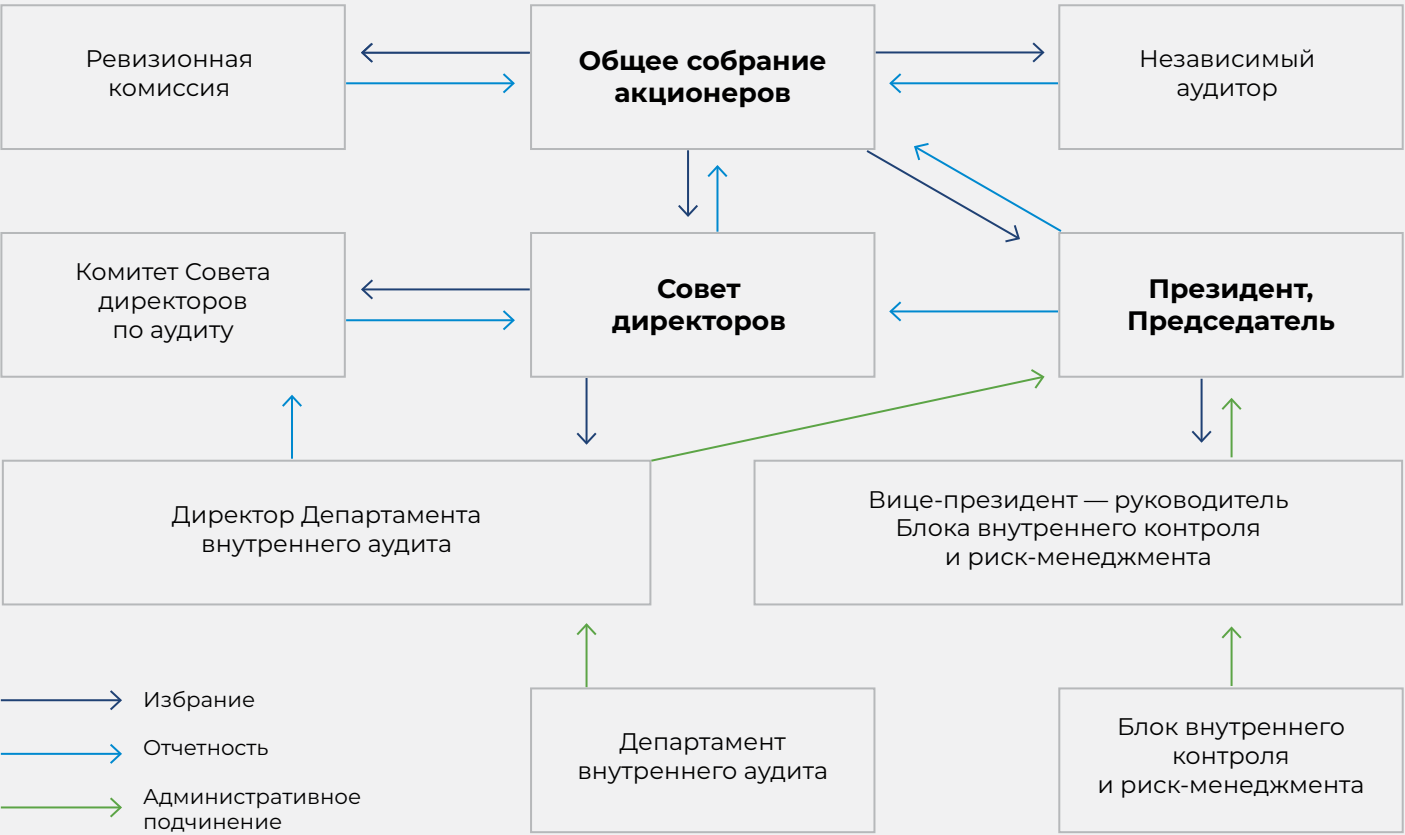 Ревизионная
комиссия
Общее собрание
акционеров
Независимый
аудитор
Комитет Совета
директоров
по аудиту
Совет
директоров
Президент,
Председатель
Директор Департамента
внутреннего аудита
Вице-президент — руководитель
Блока внутреннего контроля
и риск-менеджмента
Избрание
Отчетность
Административное
подчинение
Департамент
внутреннего аудита
Блок внутреннего
контроля
и риск-менеджмента